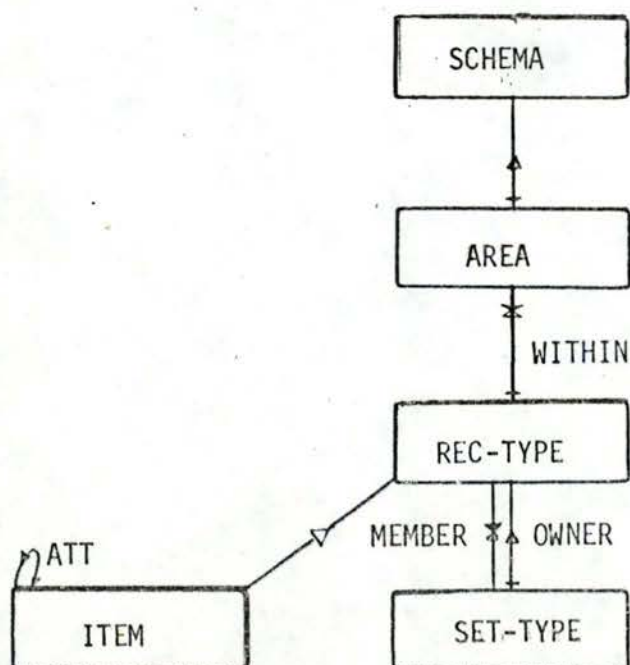 SCHEMA
AREA
WITHIN
REC-TYPE
MEMBER
OWNER
ATT
ITEM
SET-TYPE